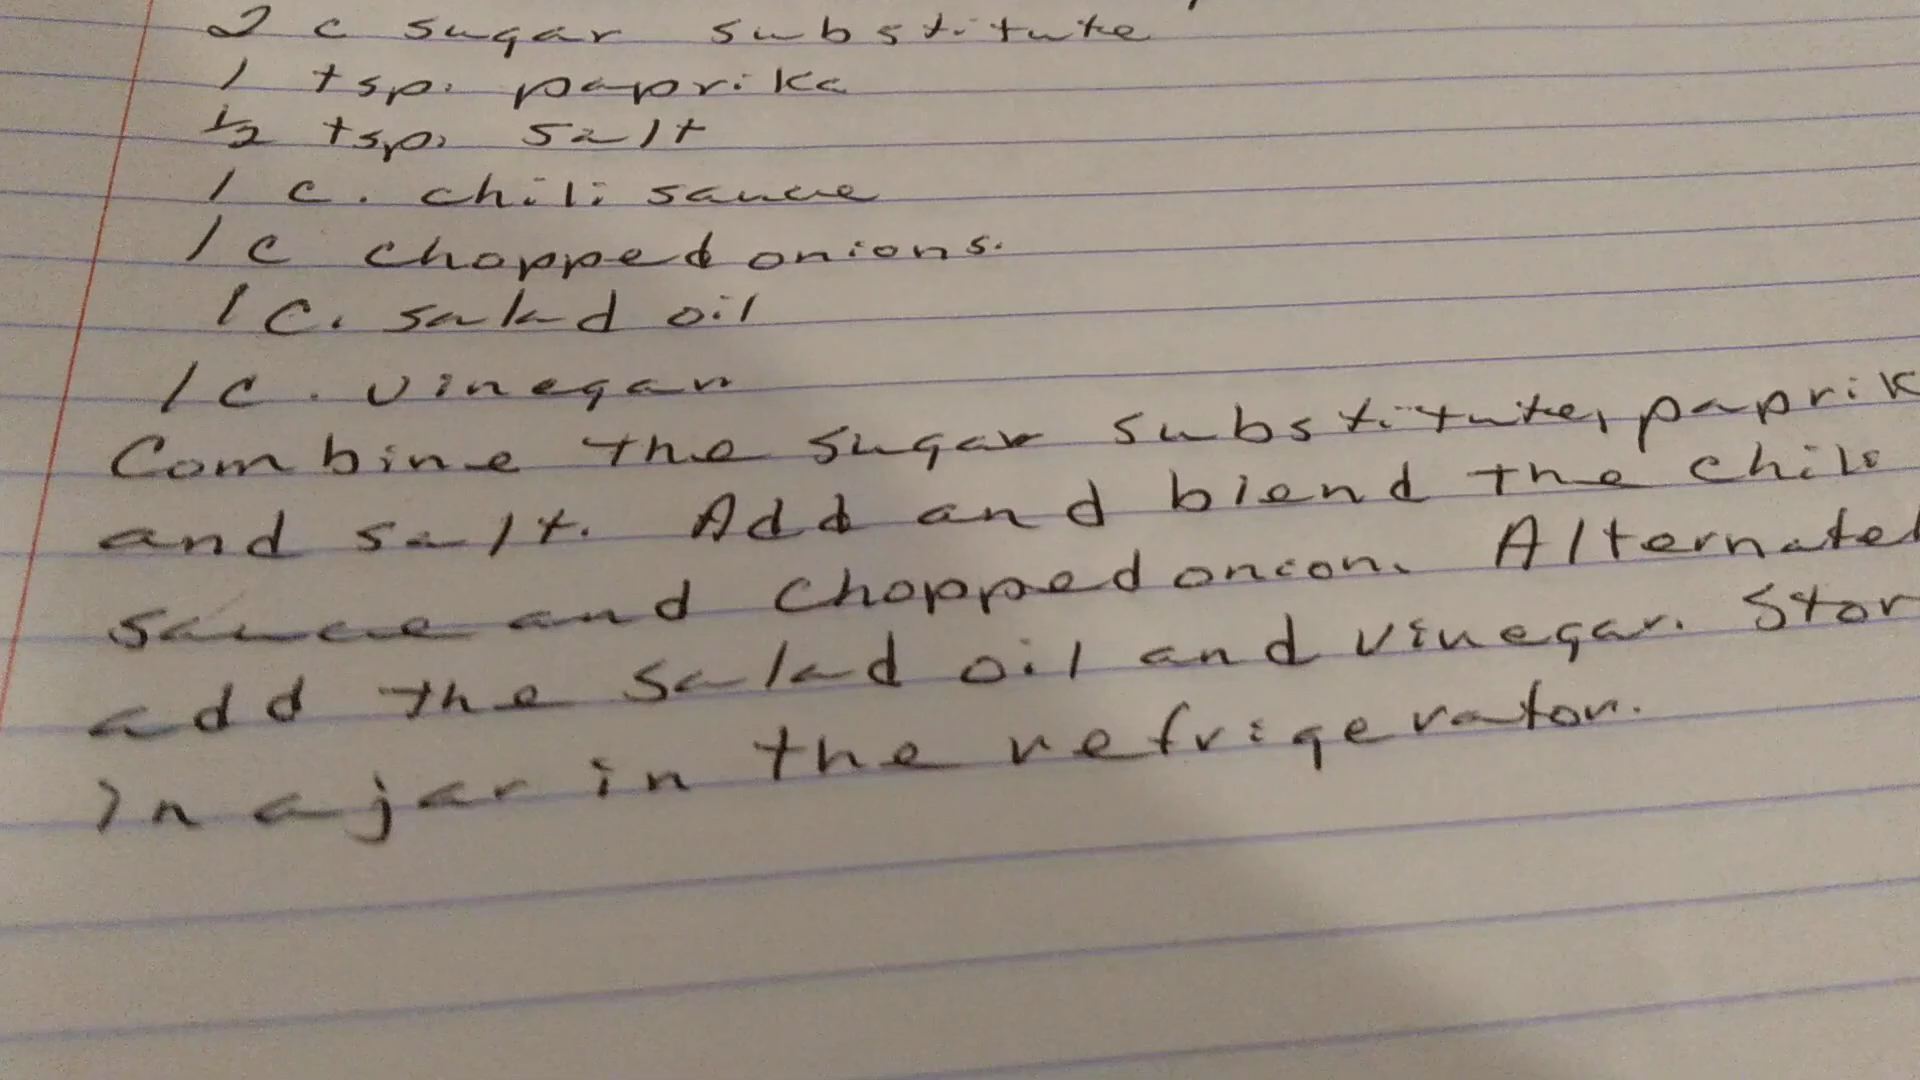 2 c sugar substitute
1 tsp. paprika
1/2 tsp. salt
1 c. chili sauce
1 c chopped onions.
1 c. salad oil
1 c. vinegar
Combine the sugar substitute, paprik
and salt. Add and blend the chili
sauce and chopped onion. Alternatel
add the salad oil and vinegar. Stor
in a jar in the refrigerator.